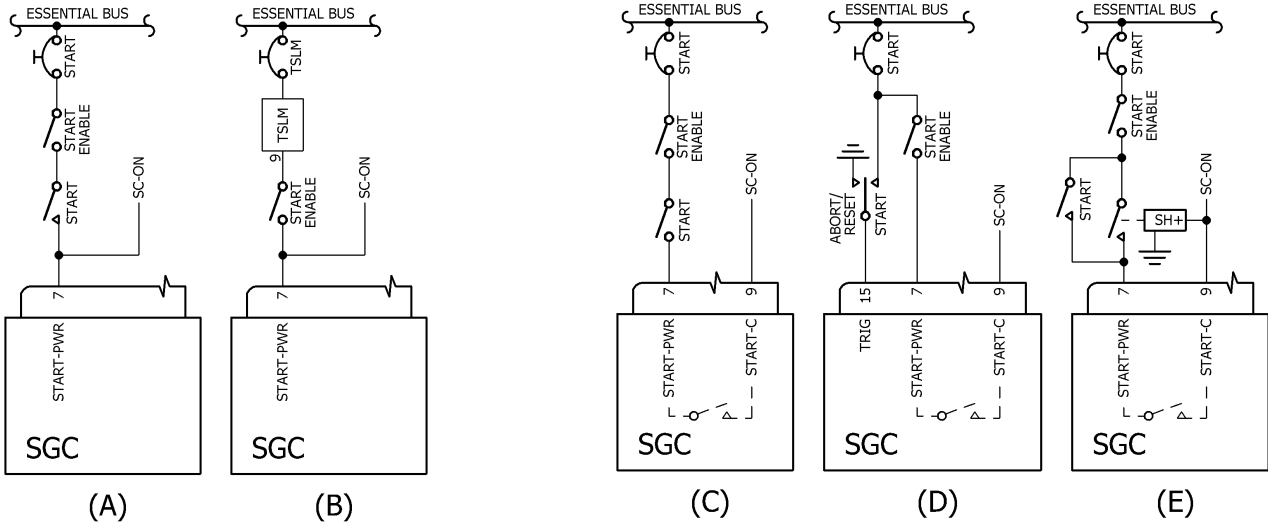 ESSENTIAL BUS
START
START
ENABLE
START
SC-ON
7
START-PWR
SGC
(A)
ESSENTIAL BUS
TSLM
TSLM
9
START
ENABLE
SC-ON
7
START-PWR
SGC
(B)
ESSENTIAL BUS
START
START
ENABLE
START
SC-ON
7
9
START-PWR
START-C
SGC
(C)
ESSENTIAL BUS
START
START
ENABLE
ABORT/
RESET
START
SC-ON
15
7
9
TRIG
START-PWR
START-C
SGC
(D)
ESSENTIAL BUS
START
START
ENABLE
START
SH+
SC-ON
7
9
START-PWR
START-C
SGC
(E)